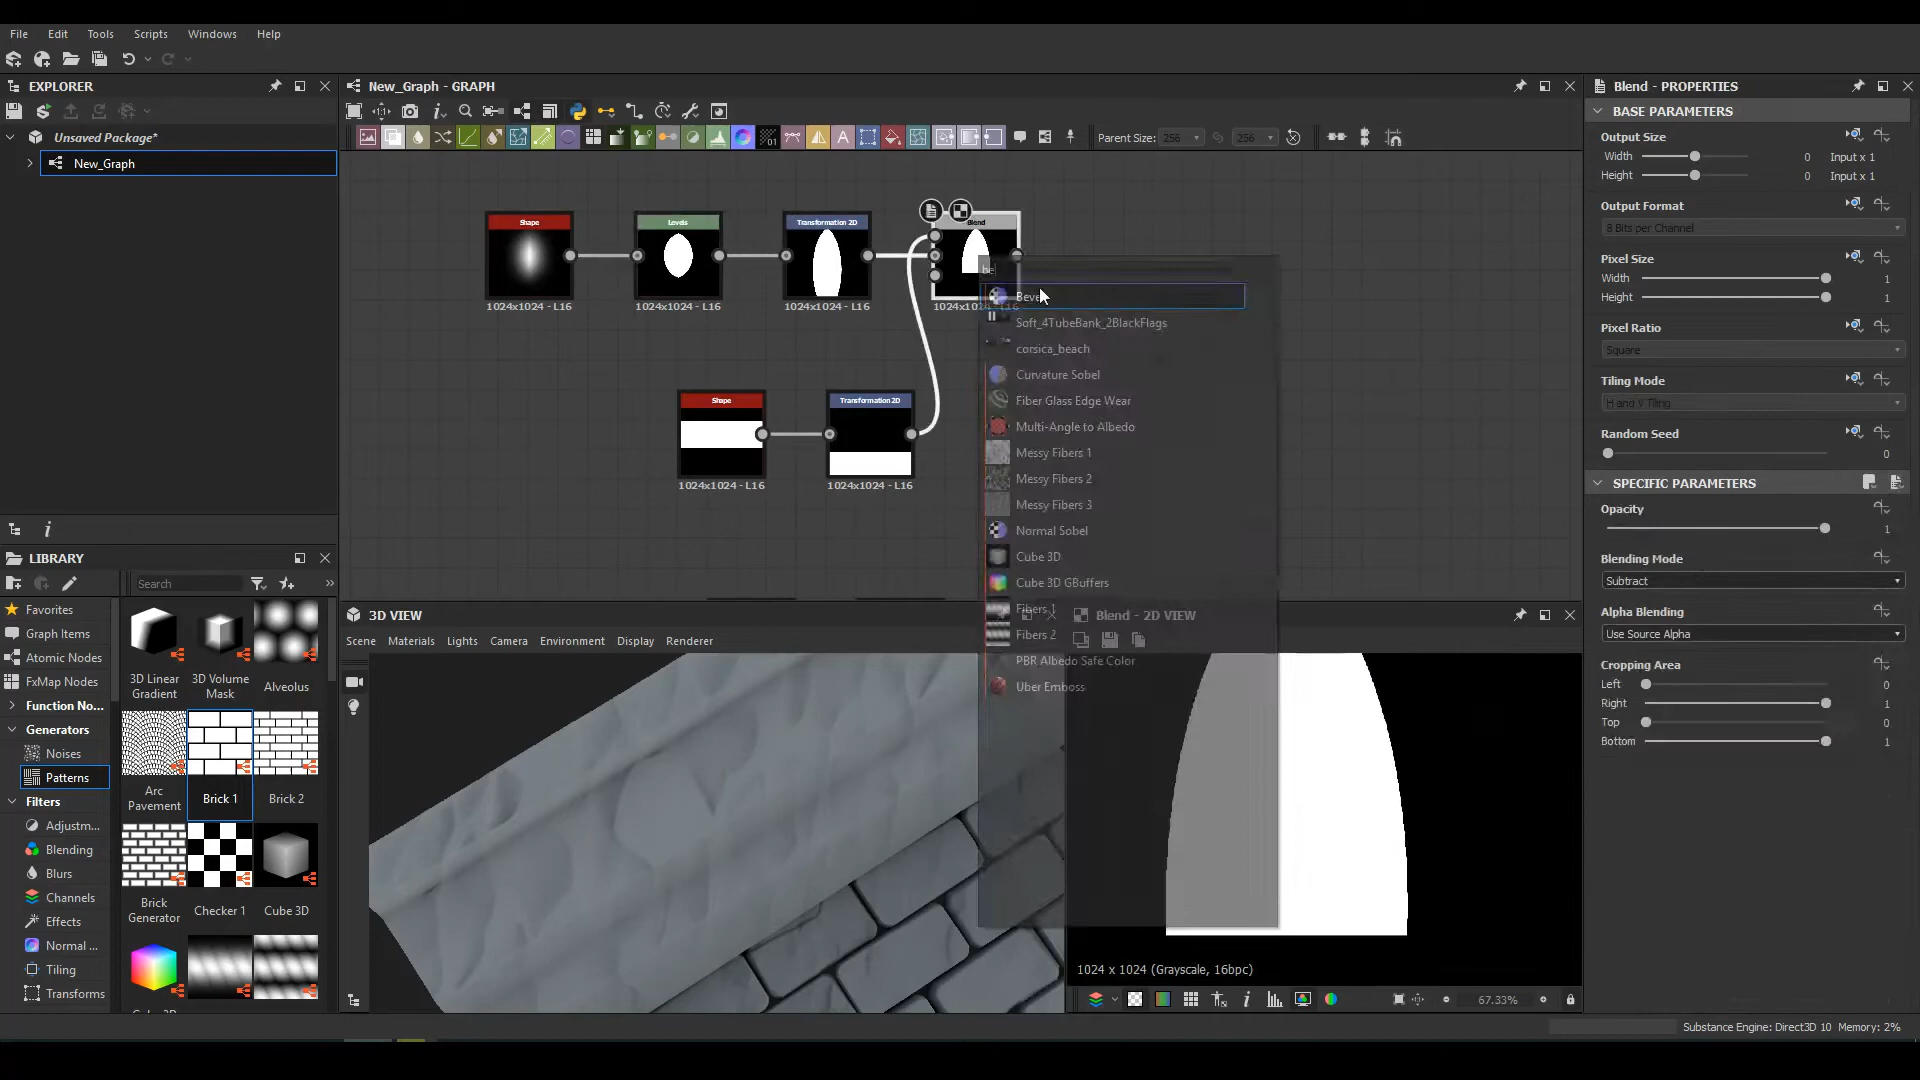 File Edit Tools Scripts Windows Help
EXPLORER
New_Graph - GRAPH
Blend - PROPERTIES
Unsaved Package*
New_Graph
Parent Size: 256 256
BASE PARAMETERS
Output Size
Width 0 Input x 1
Height 0 Input x 1
Output Format
8 Bits per Channel
Pixel Size
Width 1
Height 1
Pixel Ratio
Square
Tiling Mode
H and V Tiling
Random Seed
0
SPECIFIC PARAMETERS
Opacity
1
Blending Mode
Subtract
Alpha Blending
Use Source Alpha
Cropping Area
Left 0
Right 1
Top 0
Bottom 1
Shape
Levels
Transformation 2D
Blend
1024x1024 - L16
1024x1024 - L16
1024x1024 - L16
1024x1024 - L16
Shape
Transformation 2D
1024x1024 - L16
1024x1024 - L16
be
Soft_4TubeBank_2BlackFlags
corsica_beach
Curvature Sobel
Fiber Glass Edge Wear
Multi-Angle to Albedo
Messy Fibers 1
Messy Fibers 2
Messy Fibers 3
Normal Sobel
Cube 3D
Cube 3D GBuffers
Fibers 1
Fibers 2
PBR Albedo Safe Color
Uber Emboss
LIBRARY
Search
Favorites
Graph Items
Atomic Nodes
FxMap Nodes
Function No...
Generators
Noises
Patterns
Filters
Adjustm...
Blending
Blurs
Channels
Effects
Normal ...
Tiling
Transforms
3D Linear Gradient
3D Volume Mask
Alveolus
Arc Pavement
Brick 1
Brick 2
Brick Generator
Checker 1
Cube 3D
3D VIEW
Scene Materials Lights Camera Environment Display Renderer
Blend - 2D VIEW
1024 x 1024 (Grayscale, 16bpc)
67.33%
Substance Engine: Direct3D 10 Memory: 2%